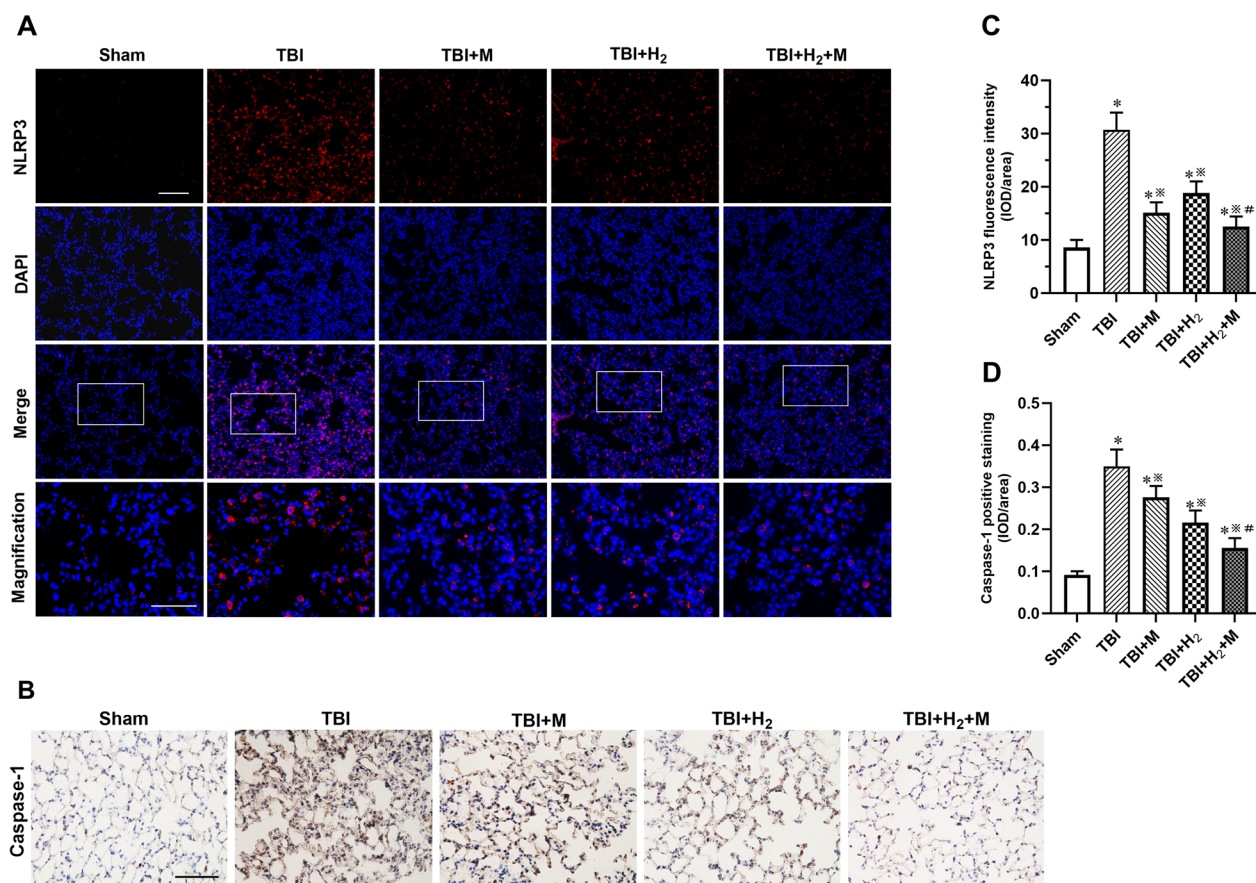 A
Sham TBI TBI+M TBI+H₂ TBI+H₂+M
NLRP3
DAPI
Merge
Magnification
B
Sham TBI TBI+M TBI+H₂ TBI+H₂+M
Caspase-1
C
NLRP3 fluorescence intensity
(IOD/area)
40
30
20
10
0
*
*※
*※
*※#
Sham
TBI
TBI+M
TBI+H₂
TBI+H₂+M
D
Caspase-1 positive staining
(IOD/area)
0.5
0.4
0.3
0.2
0.1
0.0
*
*※
*※
*※#
Sham
TBI
TBI+M
TBI+H₂
TBI+H₂+M